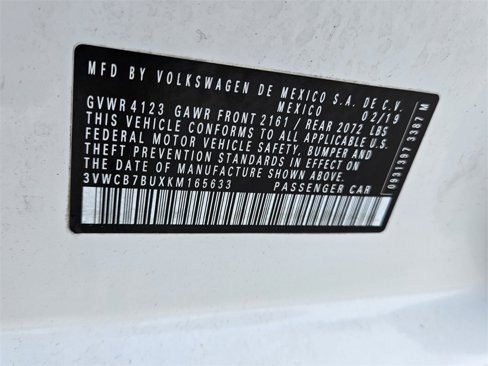 MFD BY VOLKSWAGEN DE MEXICO S.A. DE C.V.
MEXICO 02/19
GVWR 4123 GAWR FRONT 2161 / REAR 2072 LBS
THIS VEHICLE CONFORMS TO ALL APPLICABLE U.S.
FEDERAL MOTOR VEHICLE SAFETY, BUMPER AND
THEFT PREVENTION STANDARDS IN EFFECT ON
THE DATE OF MANUFACTURE SHOWN ABOVE.
3VWCB7BUXKM165633 PASSENGER CAR
0931397 3387 M